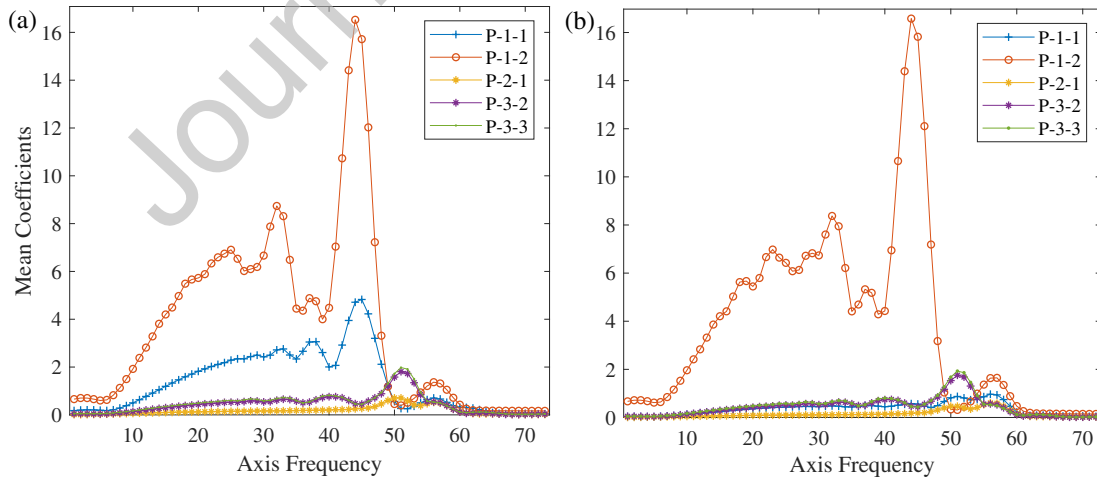 (a)
16
14
12
10
8
6
4
2
0
10 20 30 40 50 60 70
Mean Coefficients
Axis Frequency
P-1-1
P-1-2
P-2-1
P-3-2
P-3-3
Journ
(b)
16
14
12
10
8
6
4
2
0
10 20 30 40 50 60 70
Axis Frequency
P-1-1
P-1-2
P-2-1
P-3-2
P-3-3